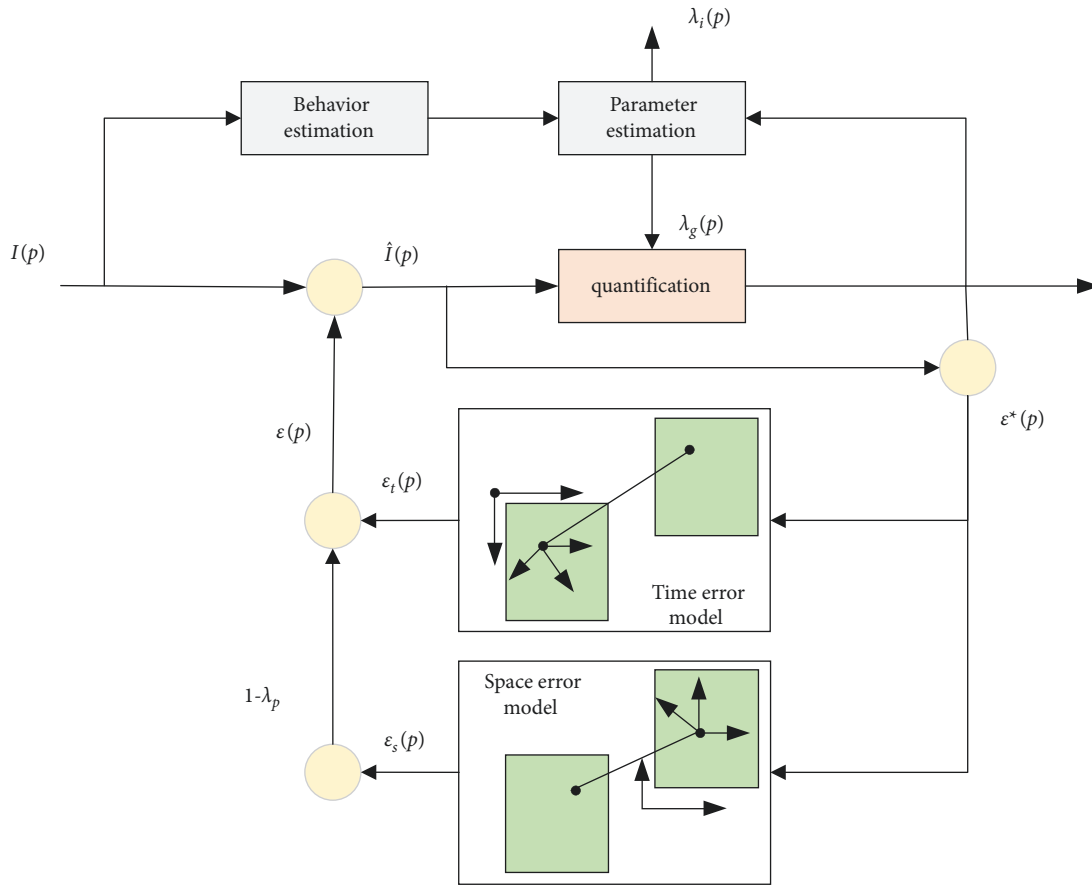 λi(p)
Behavior
estimation
Parameter
estimation
λg(p)
I(p)
Î(p)
quantification
ε*(p)
ε(p)
εt(p)
Time error
model
Space error
model
1-λp
εs(p)